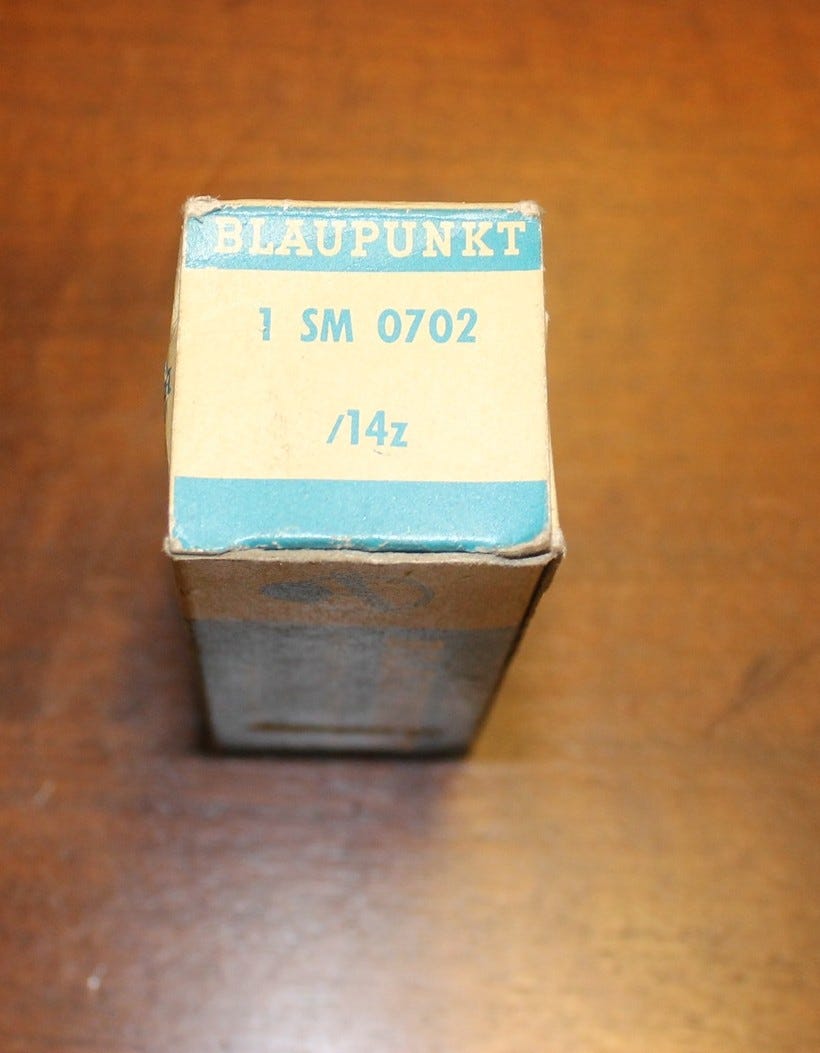 BLAUPUNKT
1 SM 0702
/14z